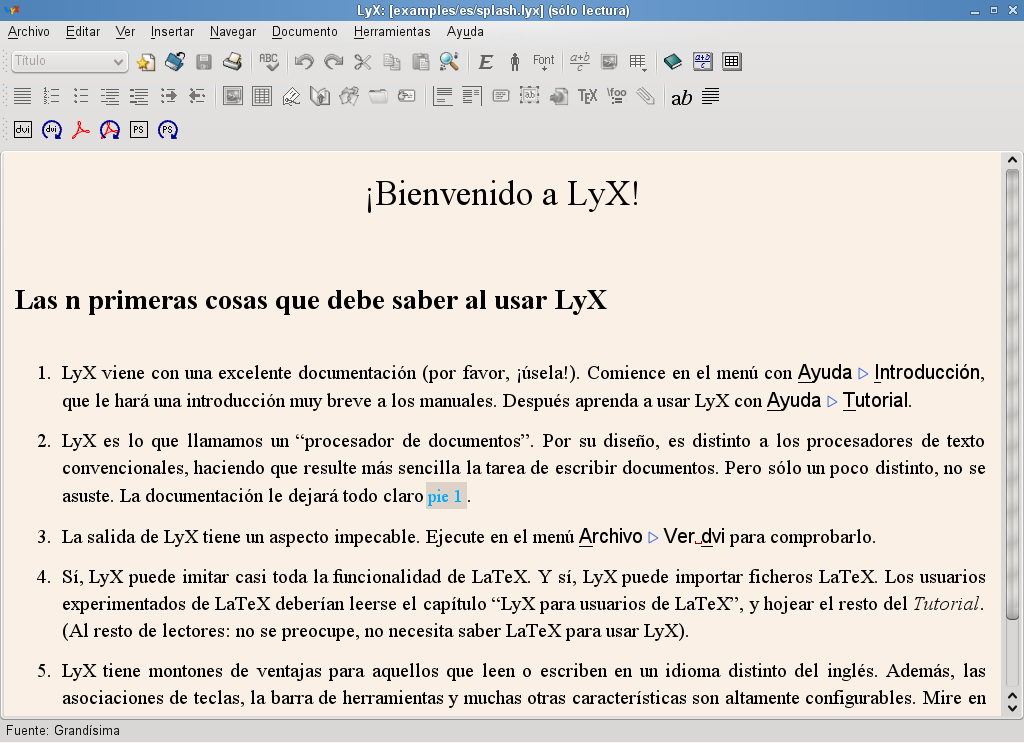 LyX: [examples/es/splash.lyx] (sólo lectura)
Archivo Editar Ver Insertar Navegar Documento Herramientas Ayuda
Título ABC E Font a+b c a+b c
ab TEX \foo ab
dvi dvi PS PS
¡Bienvenido a LyX!
Las n primeras cosas que debe saber al usar LyX
1. LyX viene con una excelente documentación (por favor, ¡úsela!). Comience en el menú con Ayuda ▷ Introducción,
que le hará una introducción muy breve a los manuales. Después aprenda a usar LyX con Ayuda ▷ Tutorial.
2. LyX es lo que llamamos un “procesador de documentos”. Por su diseño, es distinto a los procesadores de texto
convencionales, haciendo que resulte más sencilla la tarea de escribir documentos. Pero sólo un poco distinto, no se
asuste. La documentación le dejará todo claro pie 1.
3. La salida de LyX tiene un aspecto impecable. Ejecute en el menú Archivo ▷ Ver␣dvi para comprobarlo.
4. Sí, LyX puede imitar casi toda la funcionalidad de LaTeX. Y sí, LyX puede importar ficheros LaTeX. Los usuarios
experimentados de LaTeX deberían leerse el capítulo “LyX para usuarios de LaTeX”, y hojear el resto del Tutorial.
(Al resto de lectores: no se preocupe, no necesita saber LaTeX para usar LyX).
5. LyX tiene montones de ventajas para aquellos que leen o escriben en un idioma distinto del inglés. Además, las
asociaciones de teclas, la barra de herramientas y muchas otras características son altamente configurables. Mire en
Fuente: Grandísima